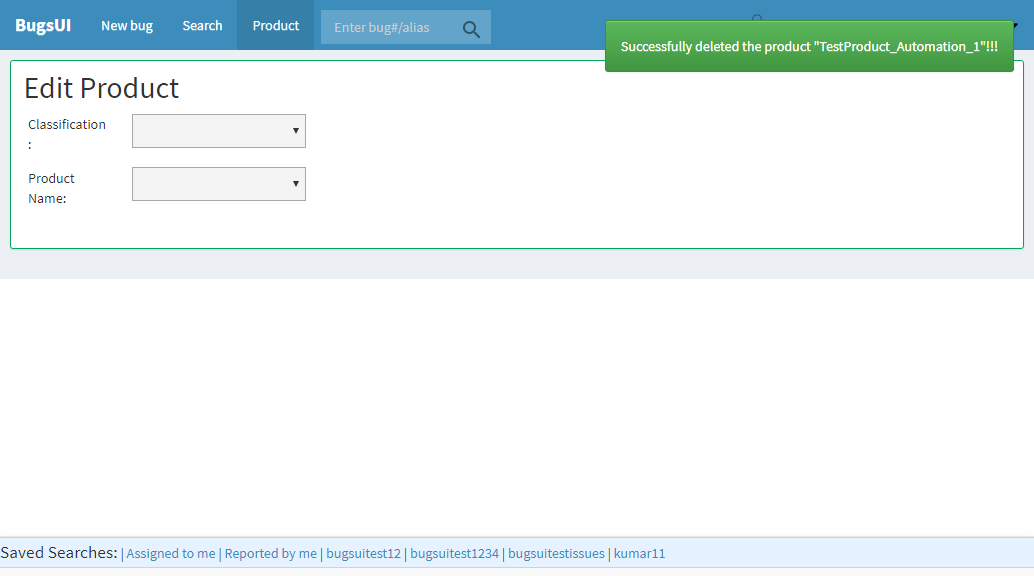 BugsUI New bug Search Product Enter bug#/alias
Successfully deleted the product "TestProduct_Automation_1"!!!
Edit Product
Classification
:
Product
Name:
Saved Searches: | Assigned to me | Reported by me | bugsuitest12 | bugsuitest1234 | bugsuitestissues | kumar11